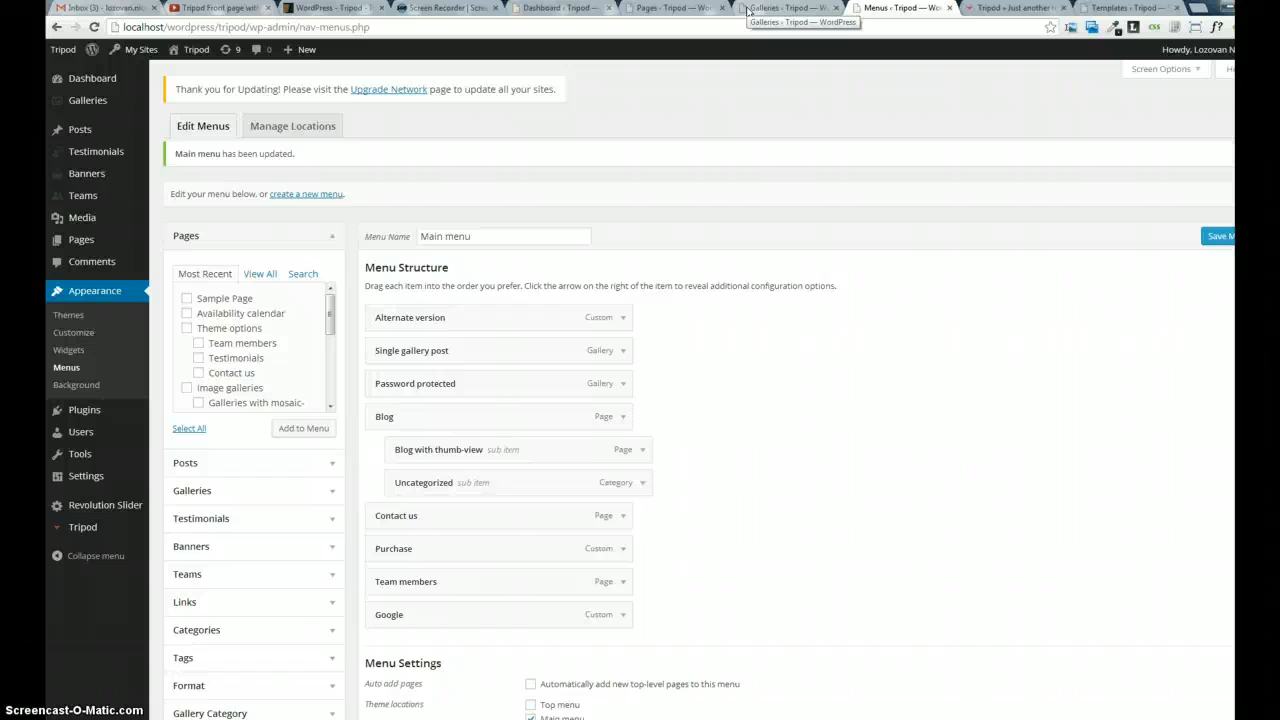 Inbox (3) - lozovan.nic
Tripod Front page with
WordPress - Tripod
Screen Recorder | Scre
Dashboard ‹ Tripod —
Pages ‹ Tripod — Wor
Galleries ‹ Tripod — W
Menus ‹ Tripod — Wo
Tripod » Just another
Templates ‹ Tripod —
localhost/wordpress/tripod/wp-admin/nav-menus.php
Galleries ‹ Tripod — WordPress
Tripod My Sites Tripod 9 0 New
Howdy, Lozovan N
Dashboard
Galleries
Posts
Testimonials
Banners
Teams
Media
Pages
Comments
Appearance
Themes
Customize
Widgets
Menus
Background
Plugins
Users
Tools
Settings
Revolution Slider
Tripod
Collapse menu
Screen Options
He
Thank you for Updating! Please visit the Upgrade Network page to update all your sites.
Edit Menus
Manage Locations
Main menu has been updated.
Edit your menu below, or create a new menu.
Pages
Most Recent View All Search
Sample Page
Availability calendar
Theme options
Team members
Testimonials
Contact us
Image galleries
Galleries with mosaic-
Select All
Add to Menu
Posts
Galleries
Testimonials
Banners
Teams
Links
Categories
Tags
Format
Gallery Category
Menu Name Main menu
Save M
Menu Structure
Drag each item into the order you prefer. Click the arrow on the right of the item to reveal additional configuration options.
Alternate version Custom
Single gallery post Gallery
Password protected Gallery
Blog Page
Blog with thumb-view sub item Page
Uncategorized sub item Category
Contact us Page
Purchase Custom
Team members Page
Google Custom
Menu Settings
Auto add pages Automatically add new top-level pages to this menu
Theme locations Top menu
Main menu
Screencast-O-Matic.com